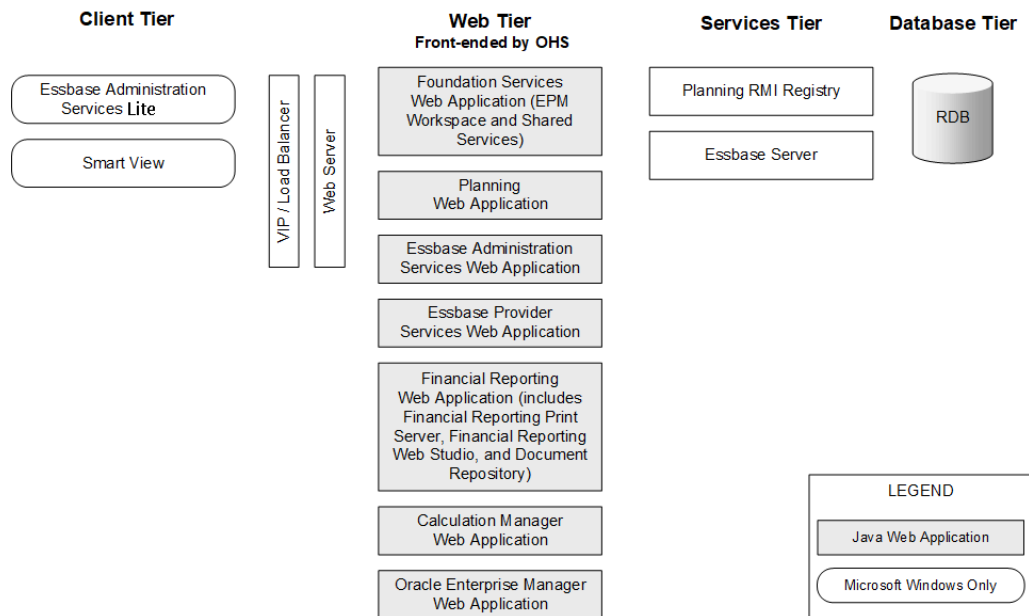 Client Tier
Essbase Administration
Services Lite
Smart View
VIP / Load Balancer
Web Server
Web Tier
Front-ended by OHS
Foundation Services
Web Application (EPM
Workspace and Shared
Services)
Planning
Web Application
Essbase Administration
Services Web Application
Essbase Provider
Services Web Application
Financial Reporting
Web Application (includes
Financial Reporting Print
Server, Financial Reporting
Web Studio, and Document
Repository)
Calculation Manager
Web Application
Oracle Enterprise Manager
Web Application
Services Tier
Planning RMI Registry
Essbase Server
Database Tier
RDB
LEGEND
Java Web Application
Microsoft Windows Only